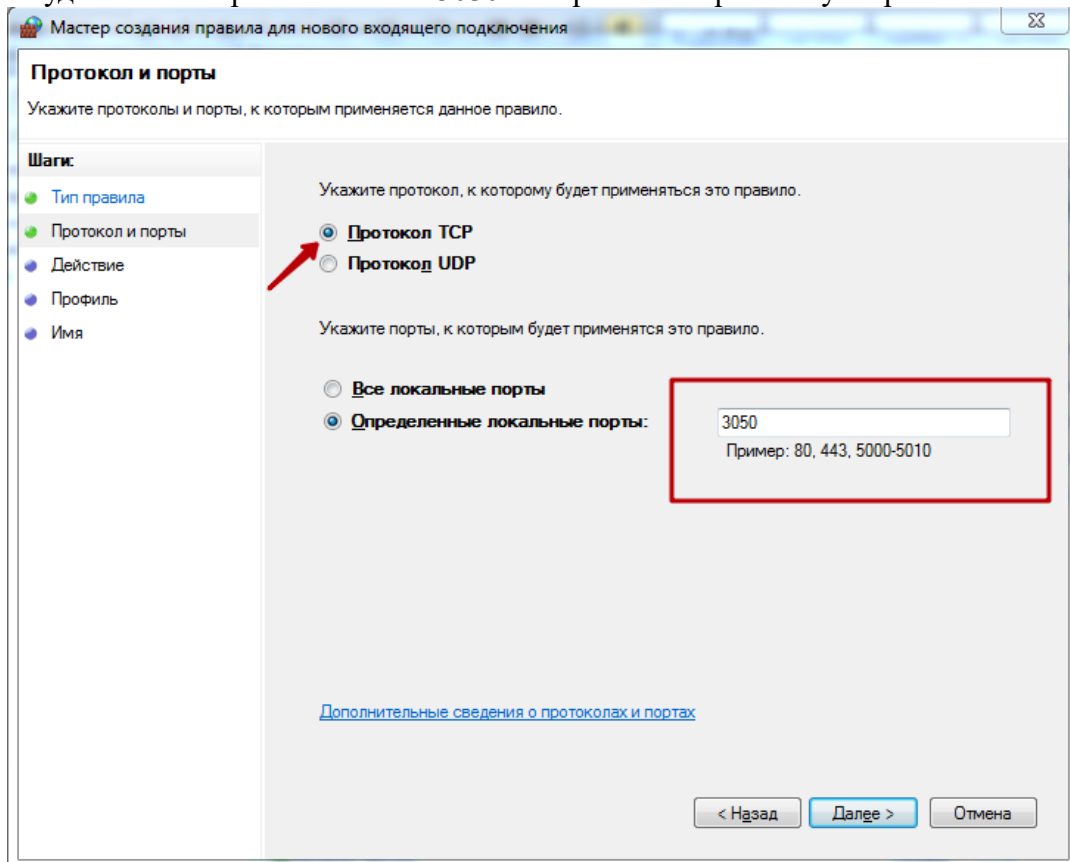 Мастер создания правила для нового входящего подключения
Протокол и порты
Укажите протоколы и порты, к которым применяется данное правило.
Шаги:
Тип правила
Протокол и порты
Действие
Профиль
Имя
Укажите протокол, к которому будет применяться это правило.
Протокол TCP
Протокол UDP
Укажите порты, к которым будет применятся это правило.
Все локальные порты
Определенные локальные порты:
3050
Пример: 80, 443, 5000-5010
Дополнительные сведения о протоколах и портах
< Назад
Далее >
Отмена